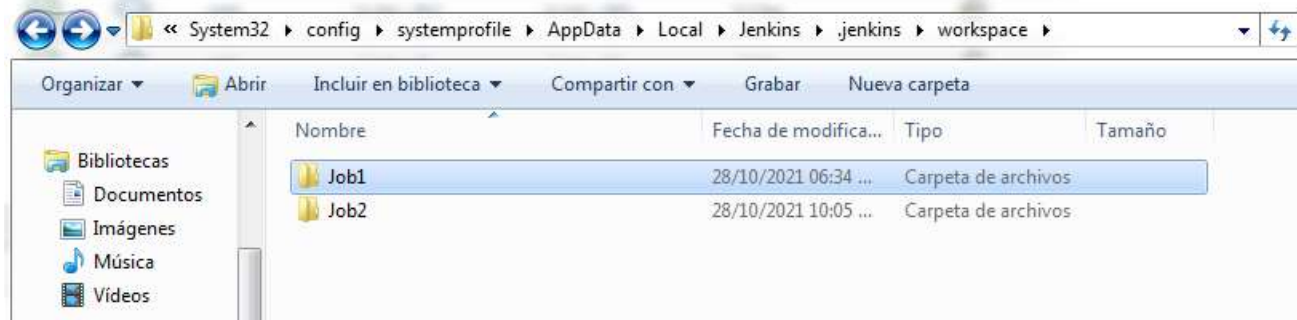 « System32 ▸ config ▸ systemprofile ▸ AppData ▸ Local ▸ Jenkins ▸ .jenkins ▸ workspace ▸
Organizar Abrir Incluir en biblioteca Compartir con Grabar Nueva carpeta
Nombre Fecha de modifica... Tipo Tamaño
Bibliotecas
Documentos
Imágenes
Música
Vídeos
Job1 28/10/2021 06:34 ... Carpeta de archivos
Job2 28/10/2021 10:05 ... Carpeta de archivos